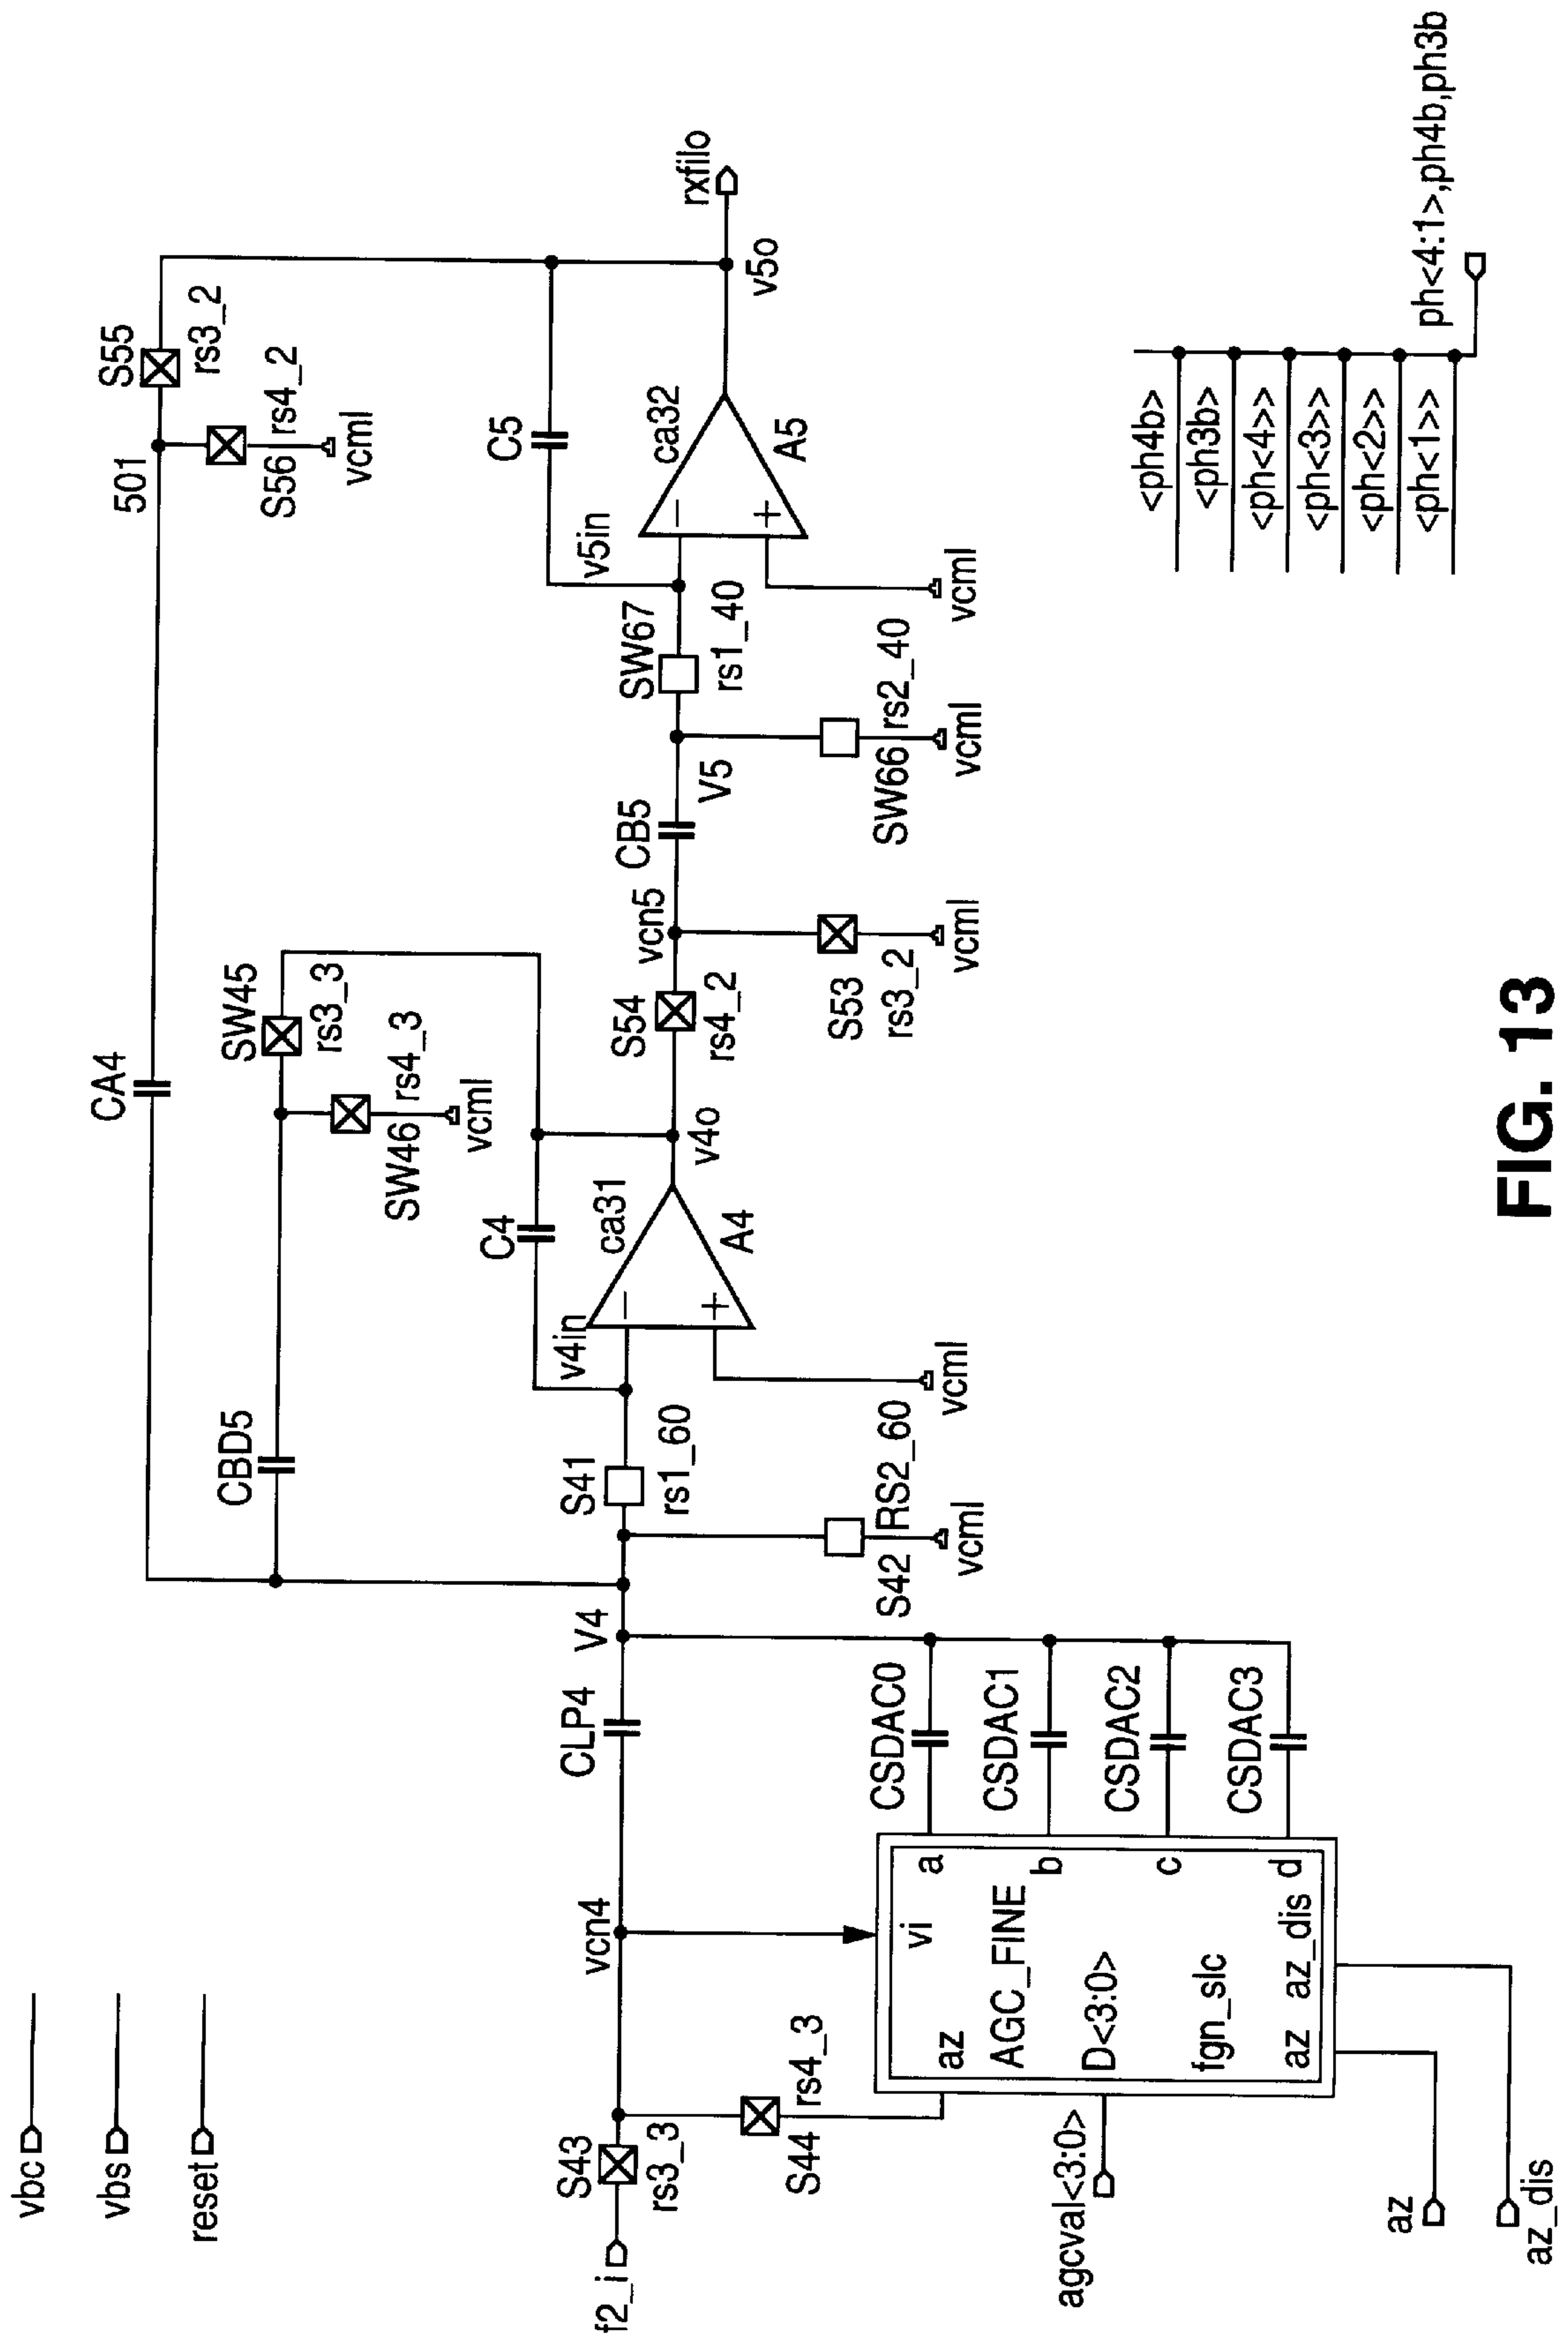 vbc
vbs
reset
CA4
501
S55
rs3_2
S56
rs4_2
vcml
CBD5
SW45
rs3_3
SW46
rs4_3
vcml
C4
v4in
ca31
A4
v4o
vcml
C5
v5in
ca32
A5
v5o
rxfilo
vcml
f2_i
S43
rs3_3
vcn4
CLP4
V4
S41
rs1_60
S42
RS2_60
vcml
S54
rs4_2
vcn5
S53
rs3_2
vcml
CB5
V5
SW66
rs2_40
vcml
SW67
rs1_40
S44
rs4_3
agcval<3:0>
az
vi
AGC_FINE
D<3:0>
fgn_slc
az
az_dis
a
b
c
d
CSDAC0
CSDAC1
CSDAC2
CSDAC3
az
az_dis
<ph4b>
<ph3b>
<ph<4>>
<ph<3>>
<ph<2>>
<ph<1>>
ph<4:1>,ph4b,ph3b
FIG. 13